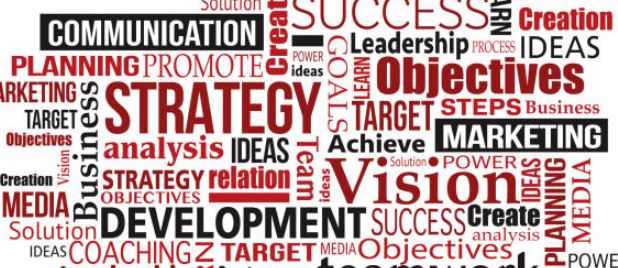 Solution
SUCCESS
Creation
COMMUNICATION
Leadership
PROCESS
IDEAS
POWER
ideas
GOALS
LEARN
PLANNING
PROMOTE
Objectives
ARKETING
STRATEGY
TARGET
STEPS
Business
TARGET
Business
MARKETING
Objectives
Vision
analysis
IDEAS
Team
Achieve
Solution
POWER
IDEAS
PLANNING
MEDIA
Creation
STRATEGY
relation
ideas
Vision
OBJECTIVES
MEDIA
DEVELOPMENT
SUCCESS
Create
Solution
analysis
IDEAS
COACHING
TARGET
MEDIA
Objectives
teamwork
POWE